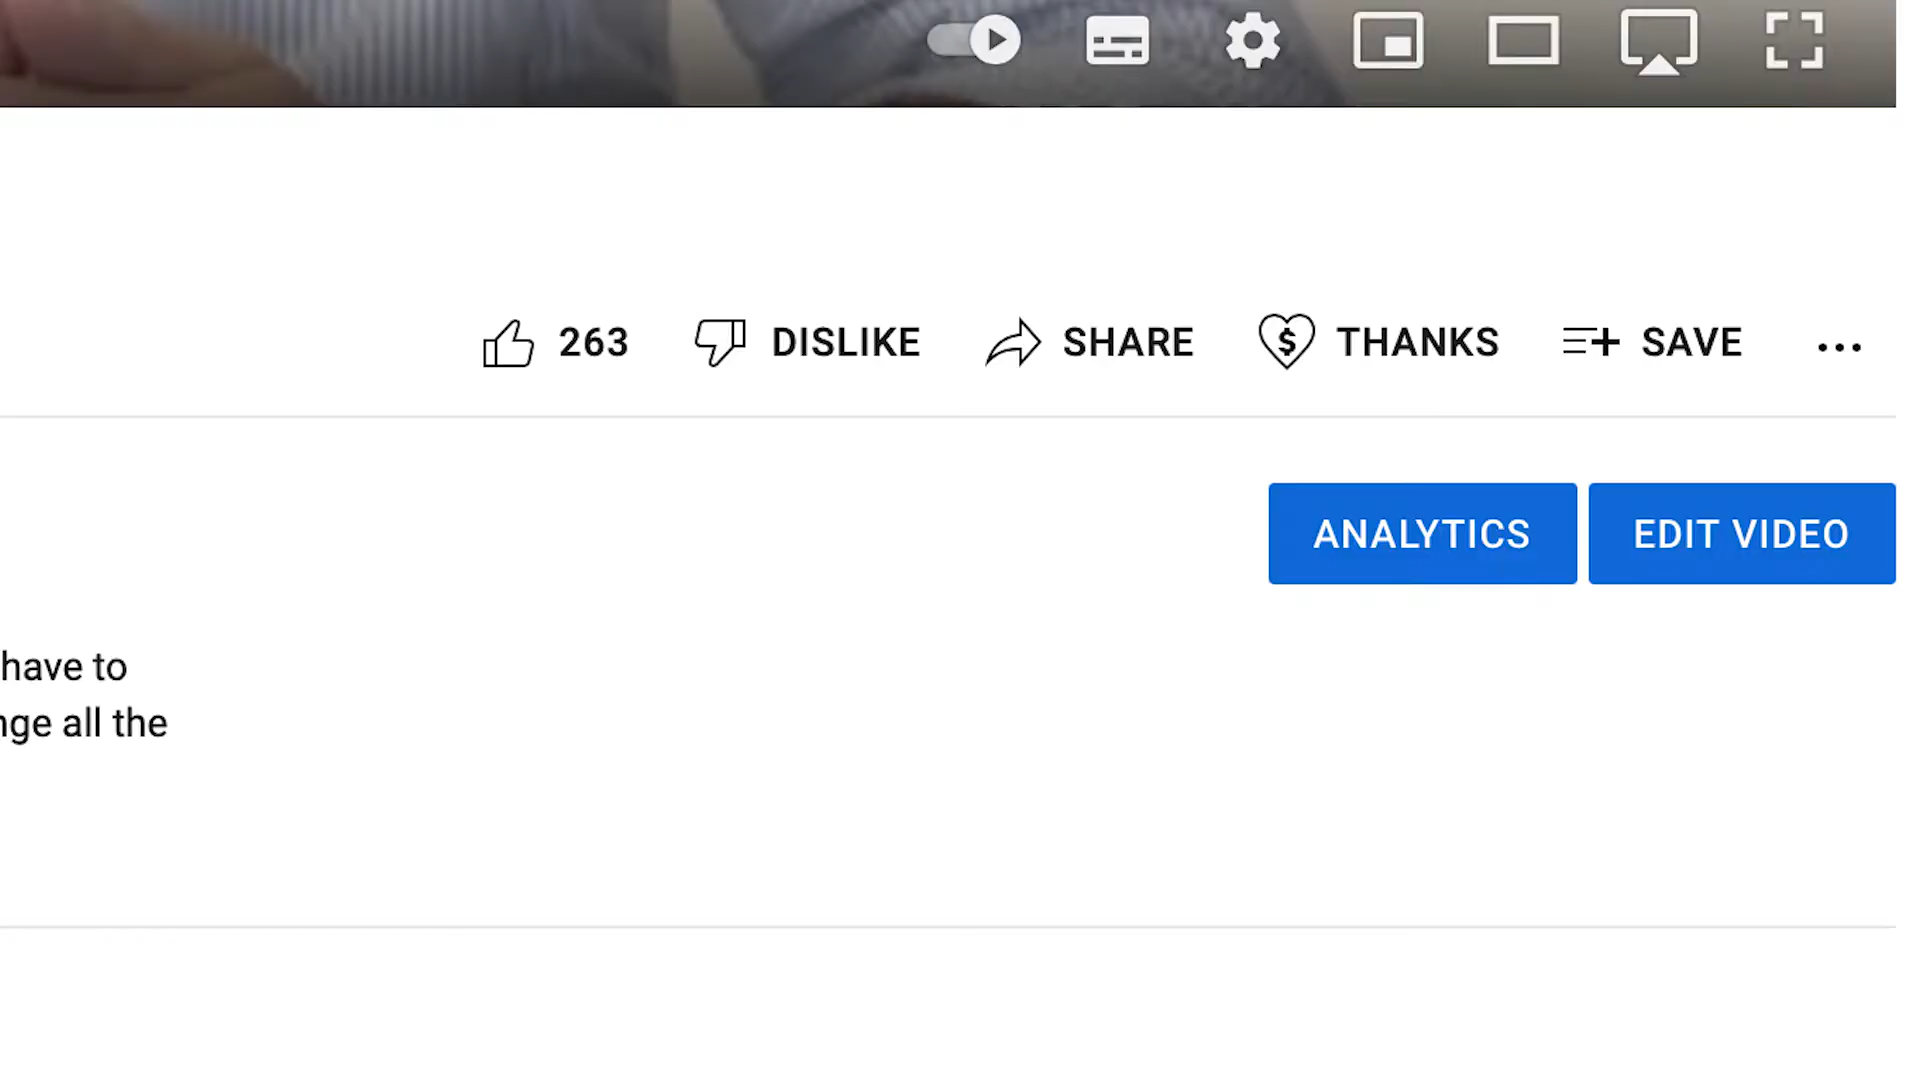 263 DISLIKE SHARE THANKS SAVE
ANALYTICS EDIT VIDEO
have to
nge all the